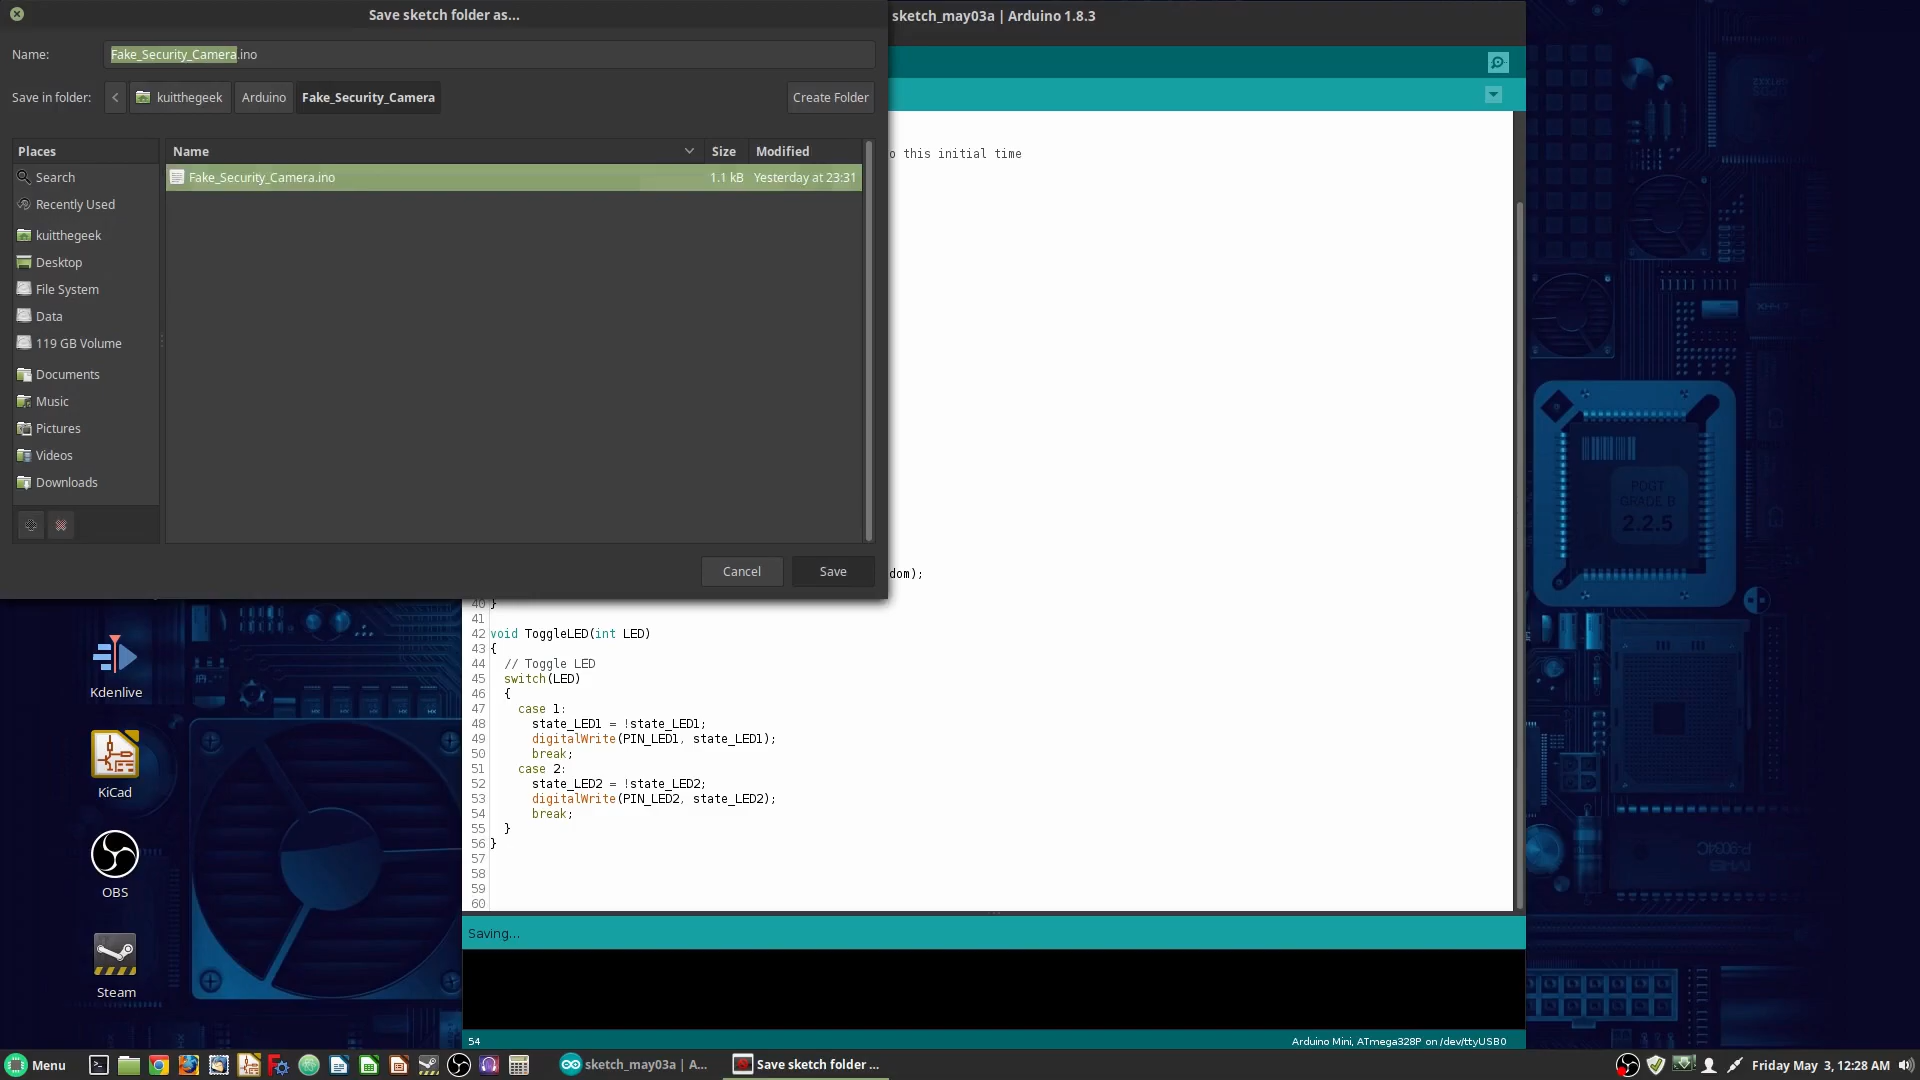 Save sketch folder as...
sketch_may03a | Arduino 1.8.3
Name: Fake_Security_Camera.ino
Save in folder: kuitthegeek Arduino Fake_Security_Camera Create Folder
Places
Search
Recently Used
kuitthegeek
Desktop
File System
Data
119 GB Volume
Documents
Music
Pictures
Videos
Downloads
Name Size Modified
Fake_Security_Camera.ino 1.1 kB Yesterday at 23:31
Cancel Save
o this initial time
dom);
40 }
41
42 void ToggleLED(int LED)
43 {
44 // Toggle LED
45 switch(LED)
46 {
47 case 1:
48 state_LED1 = !state_LED1;
49 digitalWrite(PIN_LED1, state_LED1);
50 break;
51 case 2:
52 state_LED2 = !state_LED2;
53 digitalWrite(PIN_LED2, state_LED2);
54 break;
55 }
56 }
57
58
59
60
Saving...
54 Arduino Mini, ATmega328P on /dev/ttyUSB0
Kdenlive
KiCad
OBS
Steam
PDGT
GRADE B
2.2.5
Menu sketch_may03a | A... Save sketch folder ... Friday May 3, 12:28 AM